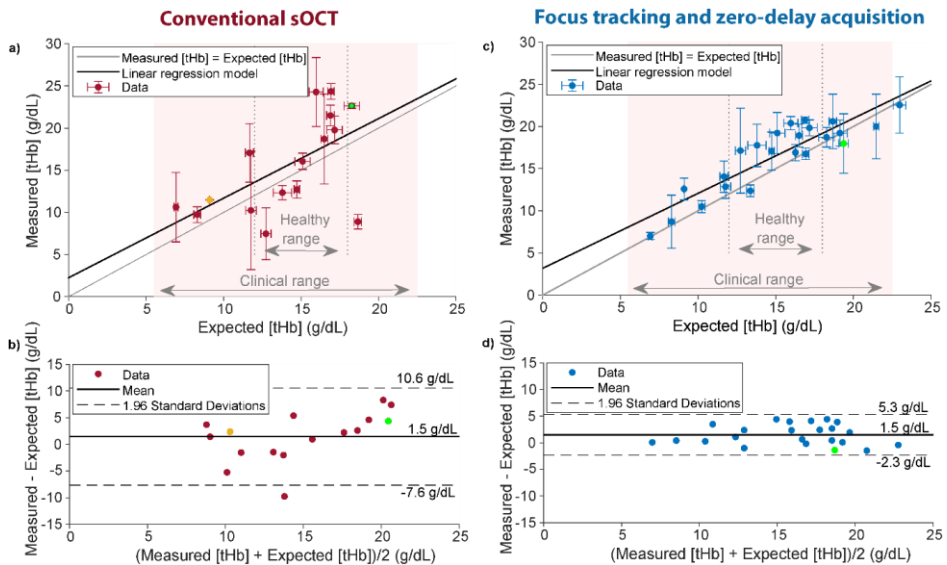 Conventional sOCT
Focus tracking and zero-delay acquisition
a)
Measured [tHb] (g/dL)
30
25
20
15
10
5
0
Measured [tHb] = Expected [tHb]
Linear regression model
Data
Healthy
range
Clinical range
0 5 10 15 20 25
Expected [tHb] (g/dL)
c)
Measured [tHb] (g/dL)
30
25
20
15
10
5
0
Measured [tHb] = Expected [tHb]
Linear regression model
Data
Healthy
range
Clinical range
0 5 10 15 20 25
Expected [tHb] (g/dL)
b)
Measured - Expected [tHb] (g/dL)
15
10
5
0
-5
-10
-15
Data
Mean
1.96 Standard Deviations
10.6 g/dL
1.5 g/dL
-7.6 g/dL
0 5 10 15 20 25
(Measured [tHb] + Expected [tHb])/2 (g/dL)
d)
Measured - Expected [tHb] (g/dL)
15
10
5
0
-5
-10
-15
Data
Mean
1.96 Standard Deviations
5.3 g/dL
1.5 g/dL
-2.3 g/dL
0 5 10 15 20 25
(Measured [tHb] + Expected [tHb])/2 (g/dL)